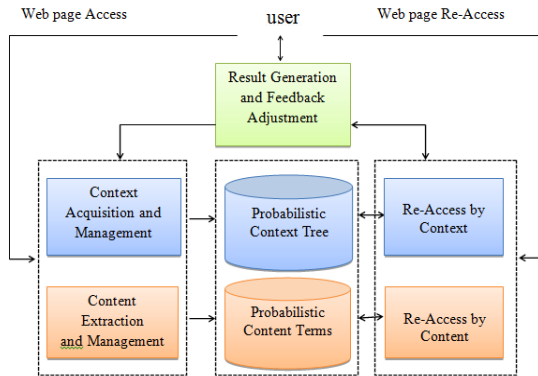 Web page Access
user
Web page Re-Access
Result Generation
and Feedback
Adjustment
Context
Acquisition and
Management
Probabilistic
Context Tree
Re-Access by
Context
Content
Extraction
and Management
Probabilistic
Content Terms
Re-Access by
Content